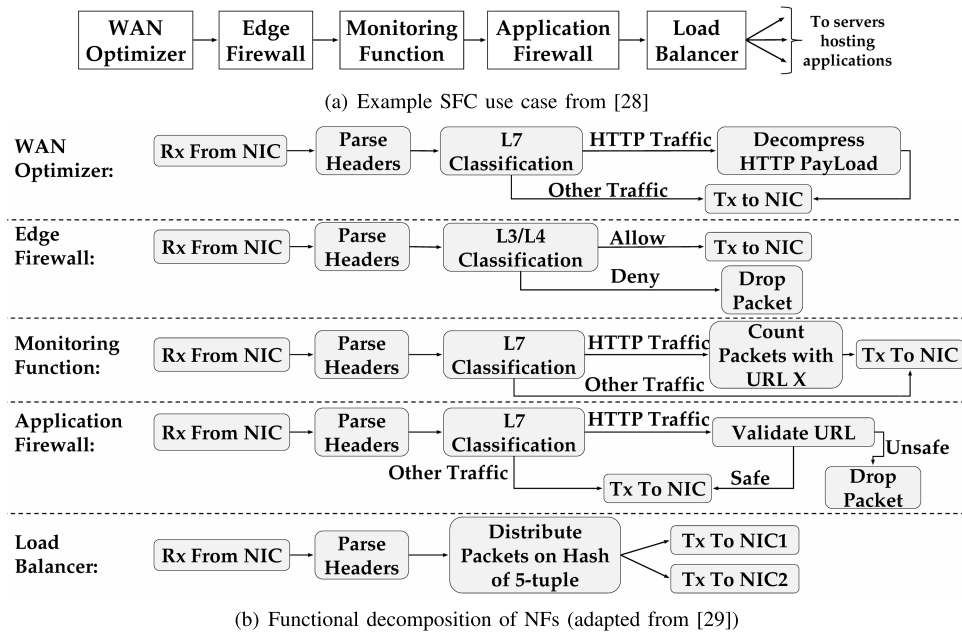 WAN
Optimizer
Edge
Firewall
Monitoring
Function
Application
Firewall
Load
Balancer
To servers
hosting
applications
(a) Example SFC use case from [28]
WAN
Optimizer:
Rx From NIC
Parse
Headers
L7
Classification
HTTP Traffic
Decompress
HTTP PayLoad
Other Traffic
Tx to NIC
Edge
Firewall:
Rx From NIC
Parse
Headers
L3/L4
Classification
Allow
Tx to NIC
Deny
Drop
Packet
Monitoring
Function:
Rx From NIC
Parse
Headers
L7
Classification
HTTP Traffic
Count
Packets with
URL X
Tx To NIC
Other Traffic
Application
Firewall:
Rx From NIC
Parse
Headers
L7
Classification
HTTP Traffic
Validate URL
Unsafe
Other Traffic
Tx To NIC
Safe
Drop
Packet
Load
Balancer:
Rx From NIC
Parse
Headers
Distribute
Packets on Hash
of 5-tuple
Tx To NIC1
Tx To NIC2
(b) Functional decomposition of NFs (adapted from [29])